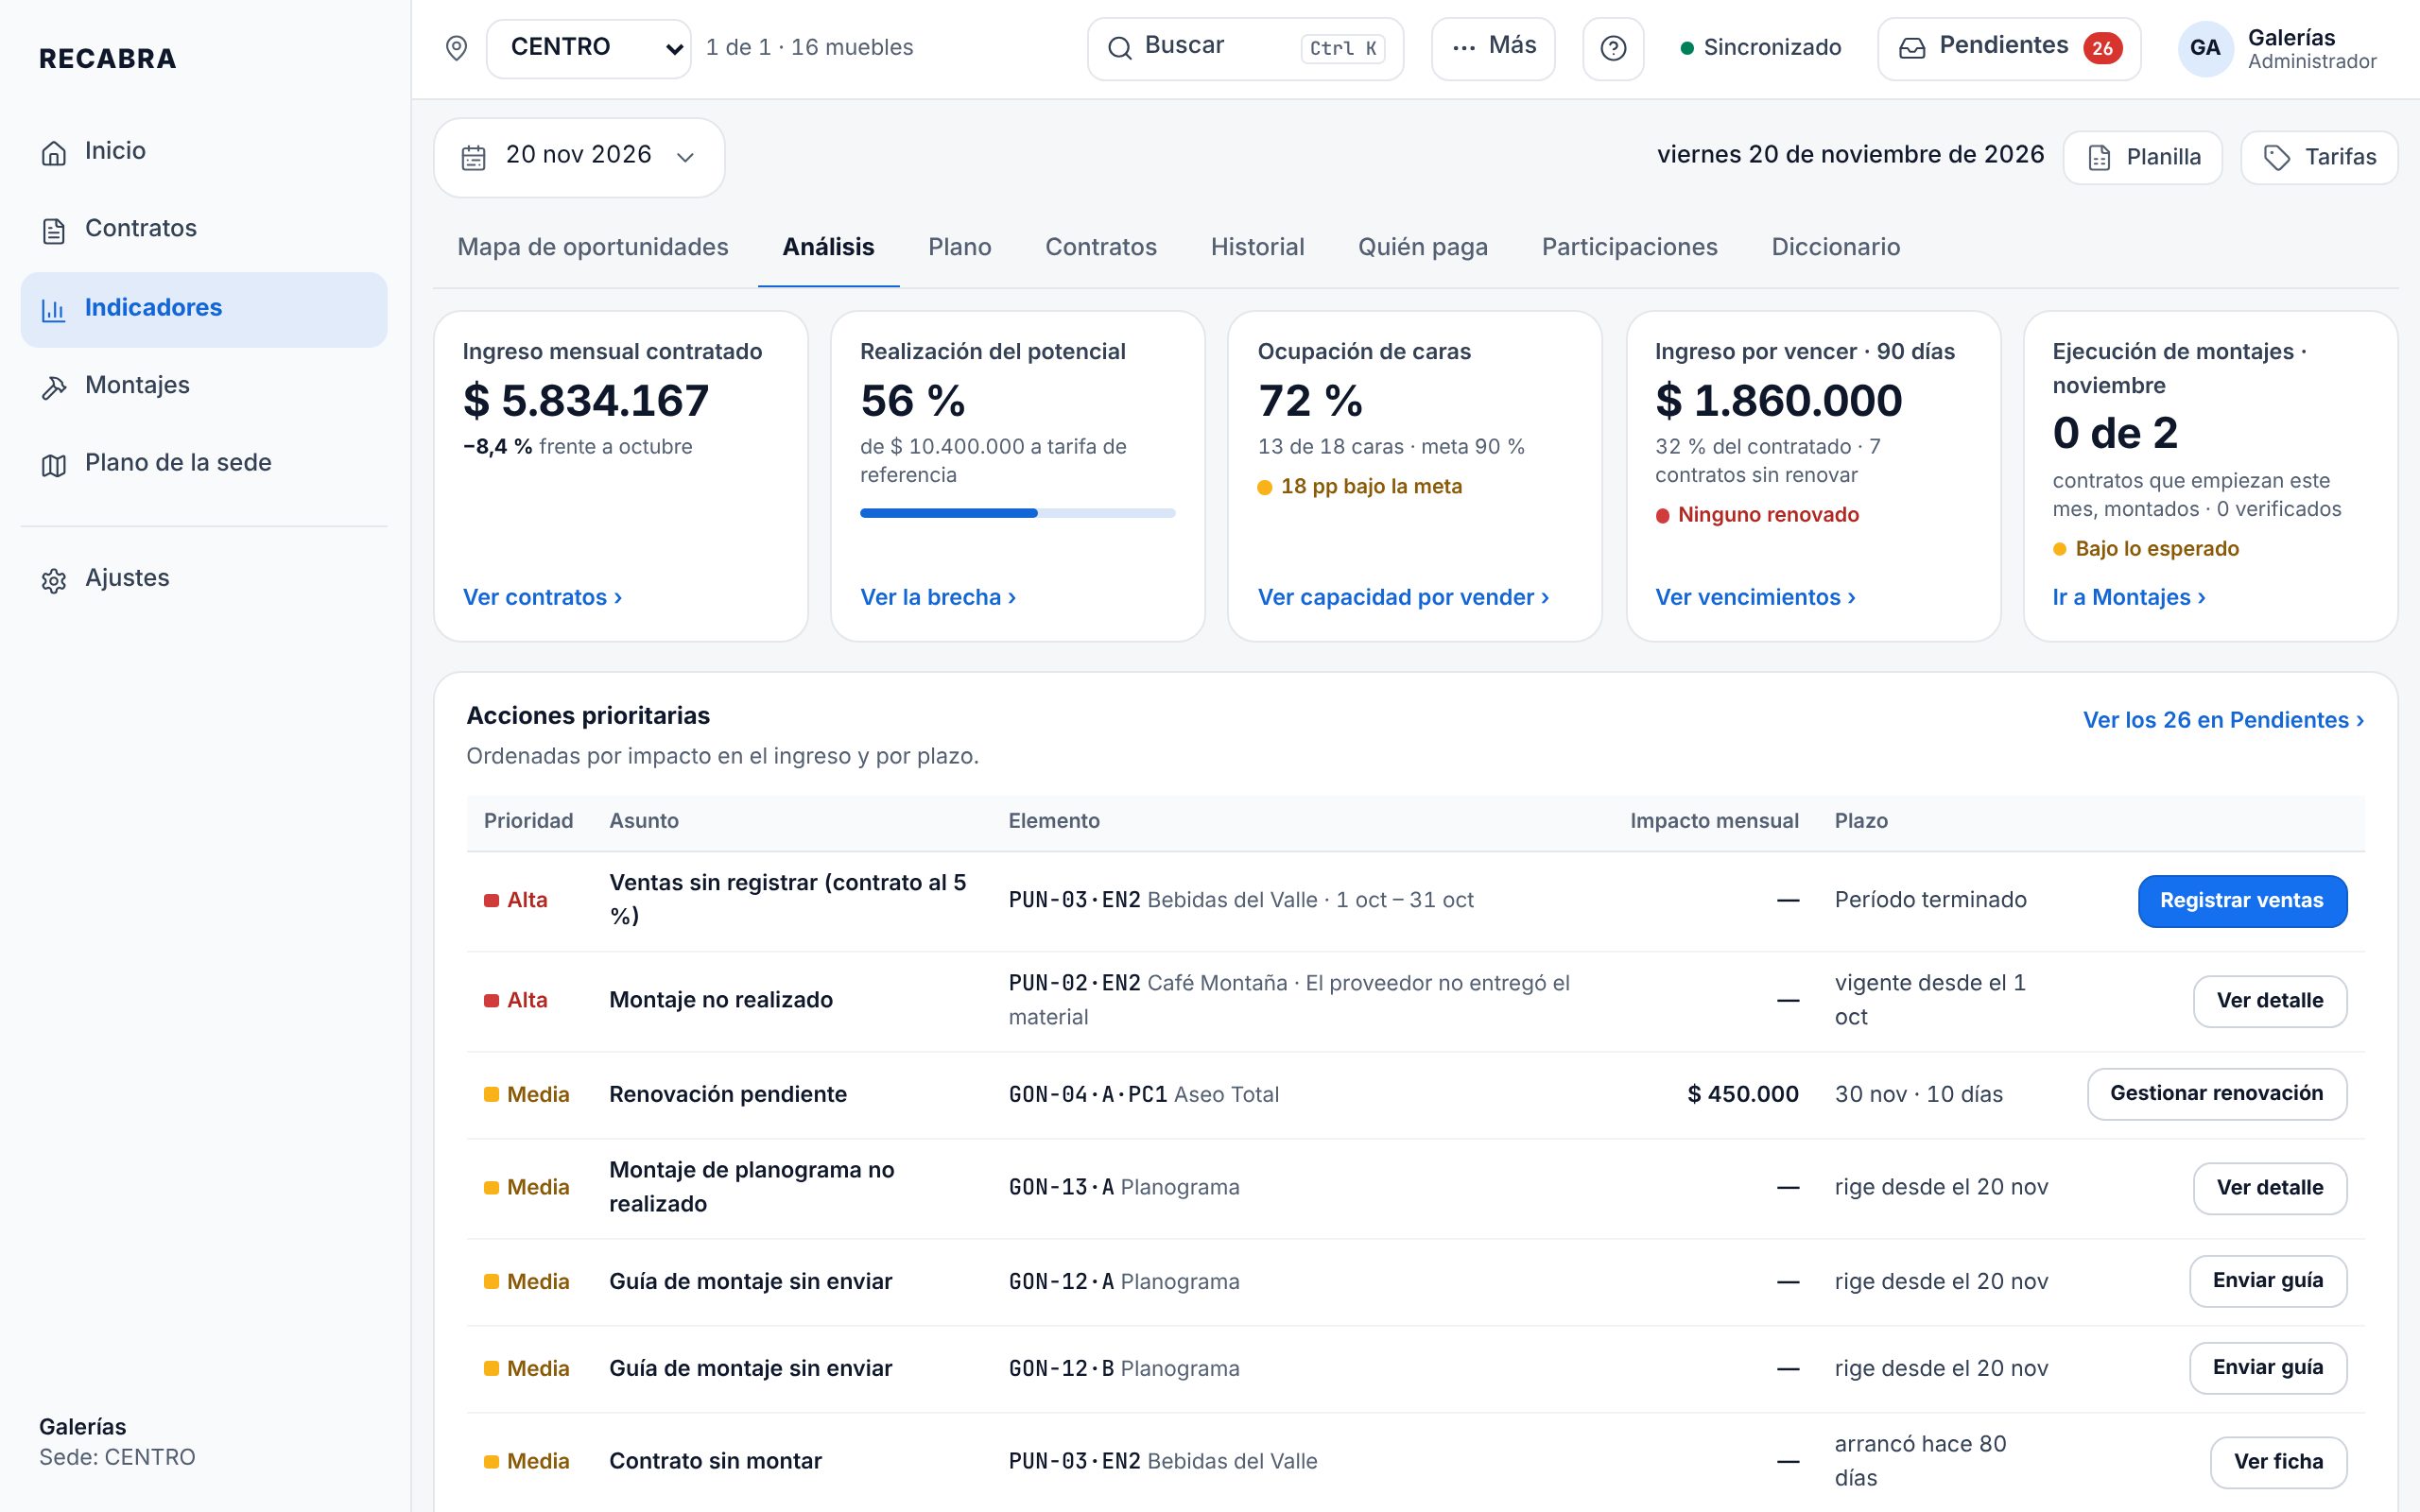 RECABRA
Inicio
Contratos
Indicadores
Montajes
Plano de la sede
Ajustes
Galerías
Sede: CENTRO
CENTRO
1 de 1 · 16 muebles
Buscar
Ctrl K
Más
Sincronizado
Pendientes 26
GA
Galerías
Administrador
20 nov 2026
viernes 20 de noviembre de 2026
Planilla
Tarifas
Mapa de oportunidades
Análisis
Plano
Contratos
Historial
Quién paga
Participaciones
Diccionario
Ingreso mensual contratado
$ 5.834.167
−8,4 % frente a octubre
Ver contratos ›
Realización del potencial
56 %
de $ 10.400.000 a tarifa de
referencia
Ver la brecha ›
Ocupación de caras
72 %
13 de 18 caras · meta 90 %
18 pp bajo la meta
Ver capacidad por vender ›
Ingreso por vencer · 90 días
$ 1.860.000
32 % del contratado · 7
contratos sin renovar
Ninguno renovado
Ver vencimientos ›
Ejecución de montajes ·
noviembre
0 de 2
contratos que empiezan este
mes, montados · 0 verificados
Bajo lo esperado
Ir a Montajes ›
Acciones prioritarias
Ver los 26 en Pendientes ›
Ordenadas por impacto en el ingreso y por plazo.
Prioridad Asunto Elemento Impacto mensual Plazo
Alta
Ventas sin registrar (contrato al 5
%)
PUN-03·EN2 Bebidas del Valle · 1 oct – 31 oct
—
Período terminado
Registrar ventas
Alta
Montaje no realizado
PUN-02·EN2 Café Montaña · El proveedor no entregó el
material
—
vigente desde el 1
oct
Ver detalle
Media
Renovación pendiente
GON-04·A·PC1 Aseo Total
$ 450.000
30 nov · 10 días
Gestionar renovación
Media
Montaje de planograma no
realizado
GON-13·A Planograma
—
rige desde el 20 nov
Ver detalle
Media
Guía de montaje sin enviar
GON-12·A Planograma
—
rige desde el 20 nov
Enviar guía
Media
Guía de montaje sin enviar
GON-12·B Planograma
—
rige desde el 20 nov
Enviar guía
Media
Contrato sin montar
PUN-03·EN2 Bebidas del Valle
—
arrancó hace 80
días
Ver ficha